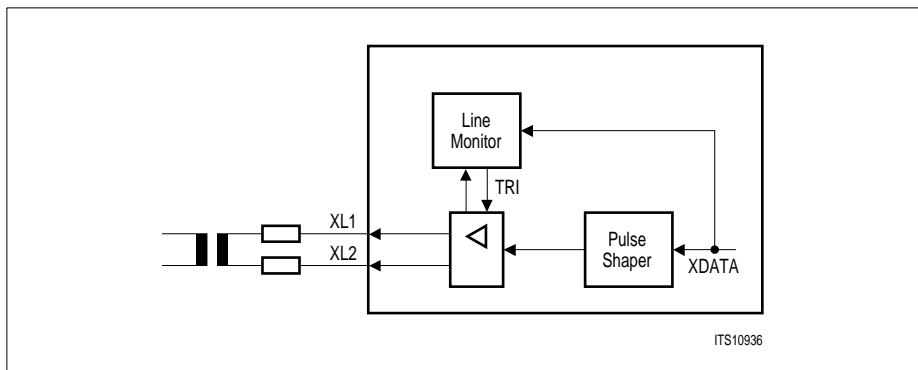 Line
Monitor
TRI
XL1
XL2
Pulse
Shaper
XDATA
ITS10936